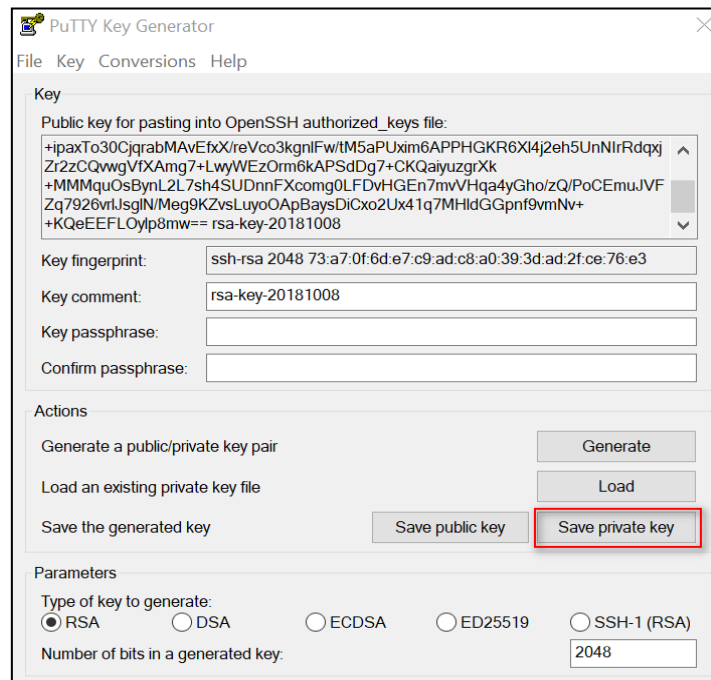 PuTTY Key Generator
File Key Conversions Help
Key
Public key for pasting into OpenSSH authorized_keys file:
+ipaxTo30CjqrabMAvEfxX/reVco3kgnlFw/tM5aPUxim6APPHGKR6Xl4j2eh5UnNIrRdqxj
Zr2zCQvwgVfXAmg7+LwyWEzOrm6kAPSdDg7+CKQaiyuzgrXk
+MMMquOsBynL2L7sh4SUDnnFXcomg0LFDvHGEn7mvVHqa4yGho/zQ/PoCEmuJVF
Zq7926vrlJsglN/Meg9KZvsLuyoOApBaysDiCxo2Ux41q7MHldGGpnf9vmNv+
+KQeEEFLOylp8mw== rsa-key-20181008
Key fingerprint: ssh-rsa 2048 73:a7:0f:6d:e7:c9:ad:c8:a0:39:3d:ad:2f:ce:76:e3
Key comment: rsa-key-20181008
Key passphrase:
Confirm passphrase:
Actions
Generate a public/private key pair Generate
Load an existing private key file Load
Save the generated key Save public key Save private key
Parameters
Type of key to generate:
RSA DSA ECDSA ED25519 SSH-1 (RSA)
Number of bits in a generated key: 2048